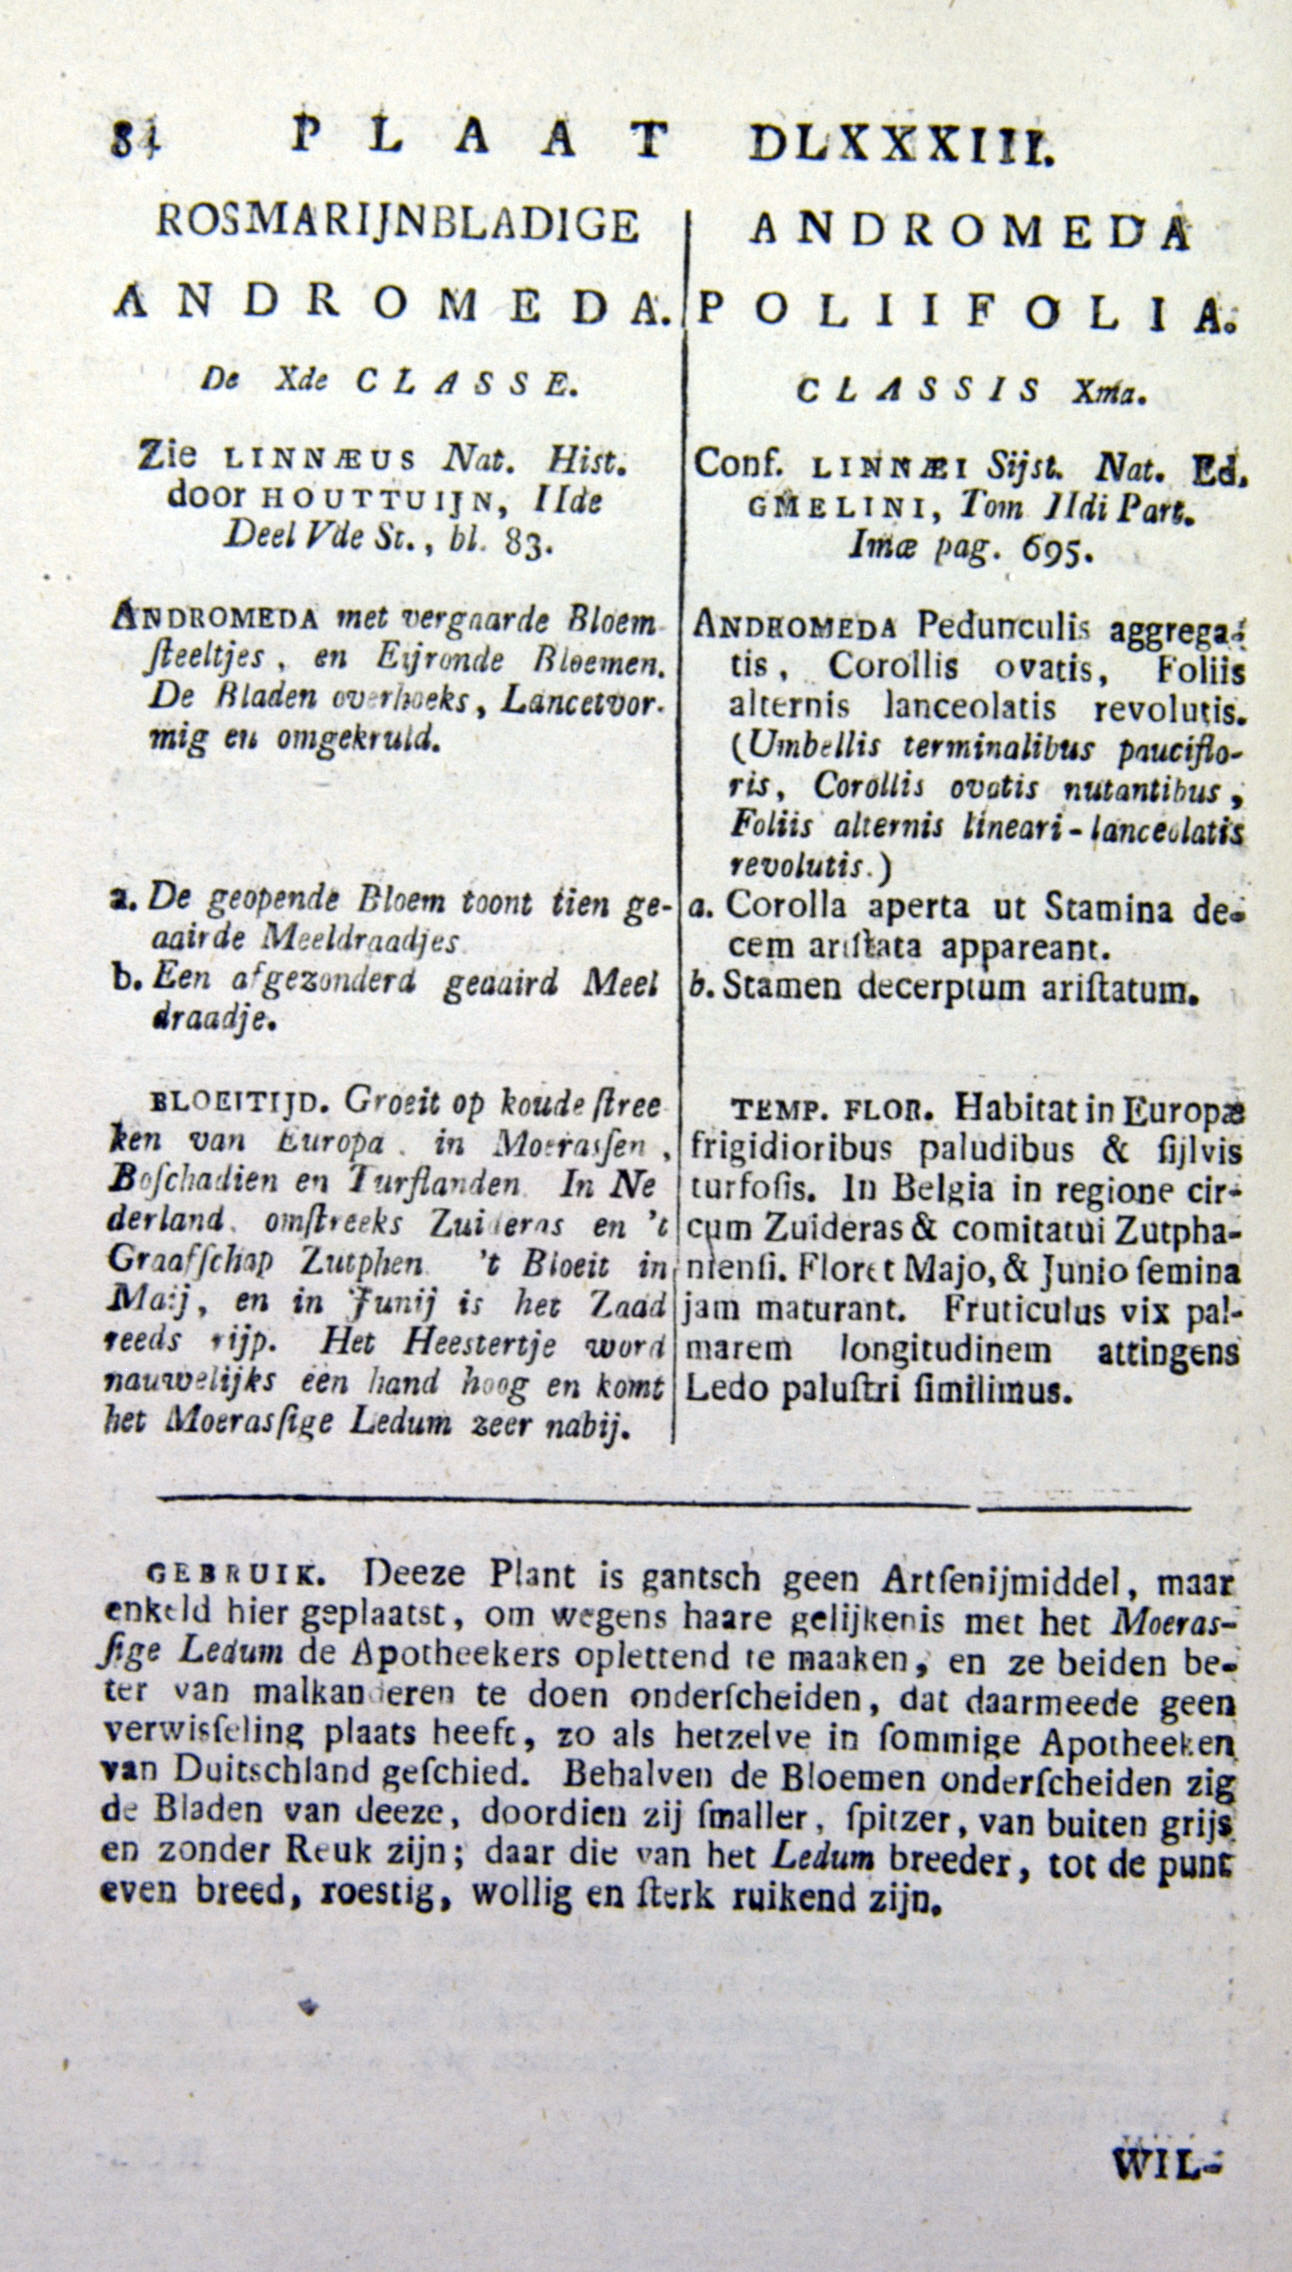 84 PLAAT DLXXXIII.
ROSMARIJNBLADIGE
ANDROMEDA.
De Xde CLASSE.
Zie LINNÆUS Nat. Hist.
door HOUTTUIJN, IIde
Deel Vde St., bl. 83.
ANDROMEDA met vergaarde Bloem
ſteeltjes, en Eijronde Bloemen.
De Bladen overhoeks, Lancetvor-
mig en omgekruld.
a. De geopende Bloem toont tien ge-
aairde Meeldraadjes
b. Een afgezonderd geaaird Meel
draadje.
BLOEITIJD. Groeit op koude ſtree
ken van Europa, in Moerasſen,
Boſchadien en Turflanden. In Ne
derland, omſtreeks Zuideras en 't
Graafſchap Zutphen. 't Bloeit in
Maij, en in Junij is het Zaad
reeds rijp. Het Heestertje word
nauwelijks één hand hoog en komt
het Moerasſige Ledum zeer nabij.
ANDROMEDA
POLIIFOLIA.
CLASSIS Xma.
Conf. LINNÆI Sijst. Nat. Ed.
GMELINI, Tom IIdi Part.
Imæ pag. 695.
ANDROMEDA Pedunculis aggrega-
tis, Corollis ovatis, Foliis
alternis lanceolatis revolutis.
(Umbellis terminalibus pauciflo-
ris, Corollis ovatis nutantibus,
Foliis alternis lineari-lanceolatis
revolutis.)
a. Corolla aperta ut Stamina de-
cem ariſtata appareant.
b. Stamen decerptum ariſtatum.
TEMP. FLOR. Habitat in Europæ
frigidioribus paludibus & ſijlvis
turfoſis. In Belgia in regione cir-
cum Zuideras & comitatui Zutpha-
nienſi. Floret Majo, & Junio ſemina
jam maturant. Fruticulus vix pal-
marem longitudinem attingens
Ledo paluſtri ſimilimus.
GEBRUIK. Deeze Plant is gantsch geen Artſenijmiddel, maar
enkeld hier geplaatst, om wegens haare gelijkenis met het Moeras-
ſige Ledum de Apotheekers oplettend te maaken, en ze beiden be-
ter van malkanderen te doen onderſcheiden, dat daarmeede geen
verwisſeling plaats heeft, zo als hetzelve in ſommige Apotheeken
van Duitschland geſchied. Behalven de Bloemen onderſcheiden zig
de Bladen van deeze, doordien zij ſmaller, ſpitzer, van buiten grijs
en zonder Reuk zijn; daar die van het Ledum breeder, tot de punt
even breed, roestig, wollig en ſterk ruikend zijn.
WIL-